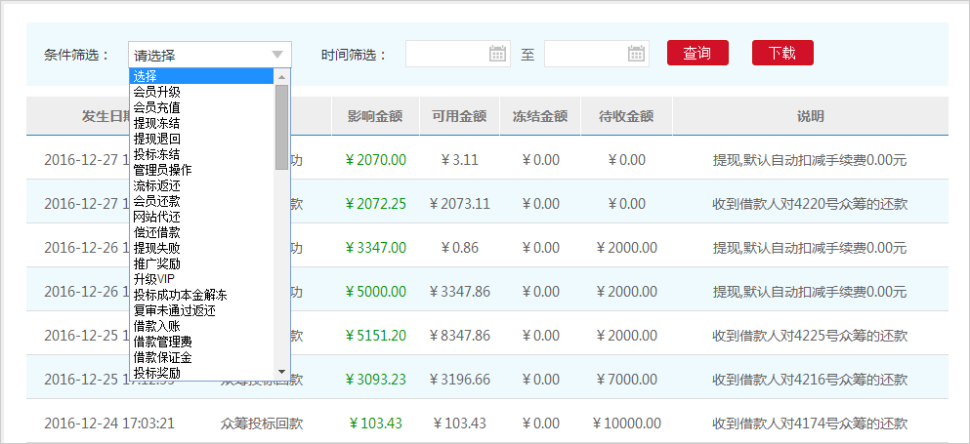 条件筛选： 请选择 时间筛选： 至 查询 下载
选择
会员升级
会员充值
提现冻结
提现退回
投标冻结
管理员操作
流标返还
会员还款
网站代还
偿还借款
提现失败
推广奖励
升级VIP
投标成功本金解冻
复审未通过返还
借款入账
借款管理费
借款保证金
投标奖励
发生日期 影响金额 可用金额 冻结金额 待收金额 说明
2016-12-27 1 功 ￥2070.00 ￥3.11 ￥0.00 ￥0.00 提现,默认自动扣减手续费0.00元
2016-12-27 1 款 ￥2072.25 ￥2073.11 ￥0.00 ￥0.00 收到借款人对4220号众筹的还款
2016-12-26 1 功 ￥3347.00 ￥0.86 ￥0.00 ￥2000.00 提现,默认自动扣减手续费0.00元
2016-12-26 1 功 ￥5000.00 ￥3347.86 ￥0.00 ￥2000.00 提现,默认自动扣减手续费0.00元
2016-12-25 1 款 ￥5151.20 ￥8347.86 ￥0.00 ￥2000.00 收到借款人对4225号众筹的还款
2016-12-25 17:12:55 众筹投标回款 ￥3093.23 ￥3196.66 ￥0.00 ￥7000.00 收到借款人对4216号众筹的还款
2016-12-24 17:03:21 众筹投标回款 ￥103.43 ￥103.43 ￥0.00 ￥10000.00 收到借款人对4174号众筹的还款